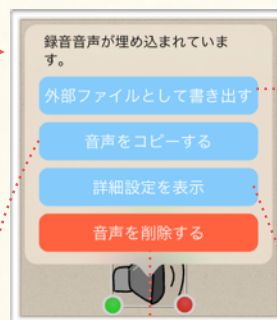 録音音声が埋め込まれていま
す。
外部ファイルとして書き出す
音声をコピーする
詳細設定を表示
音声を削除する